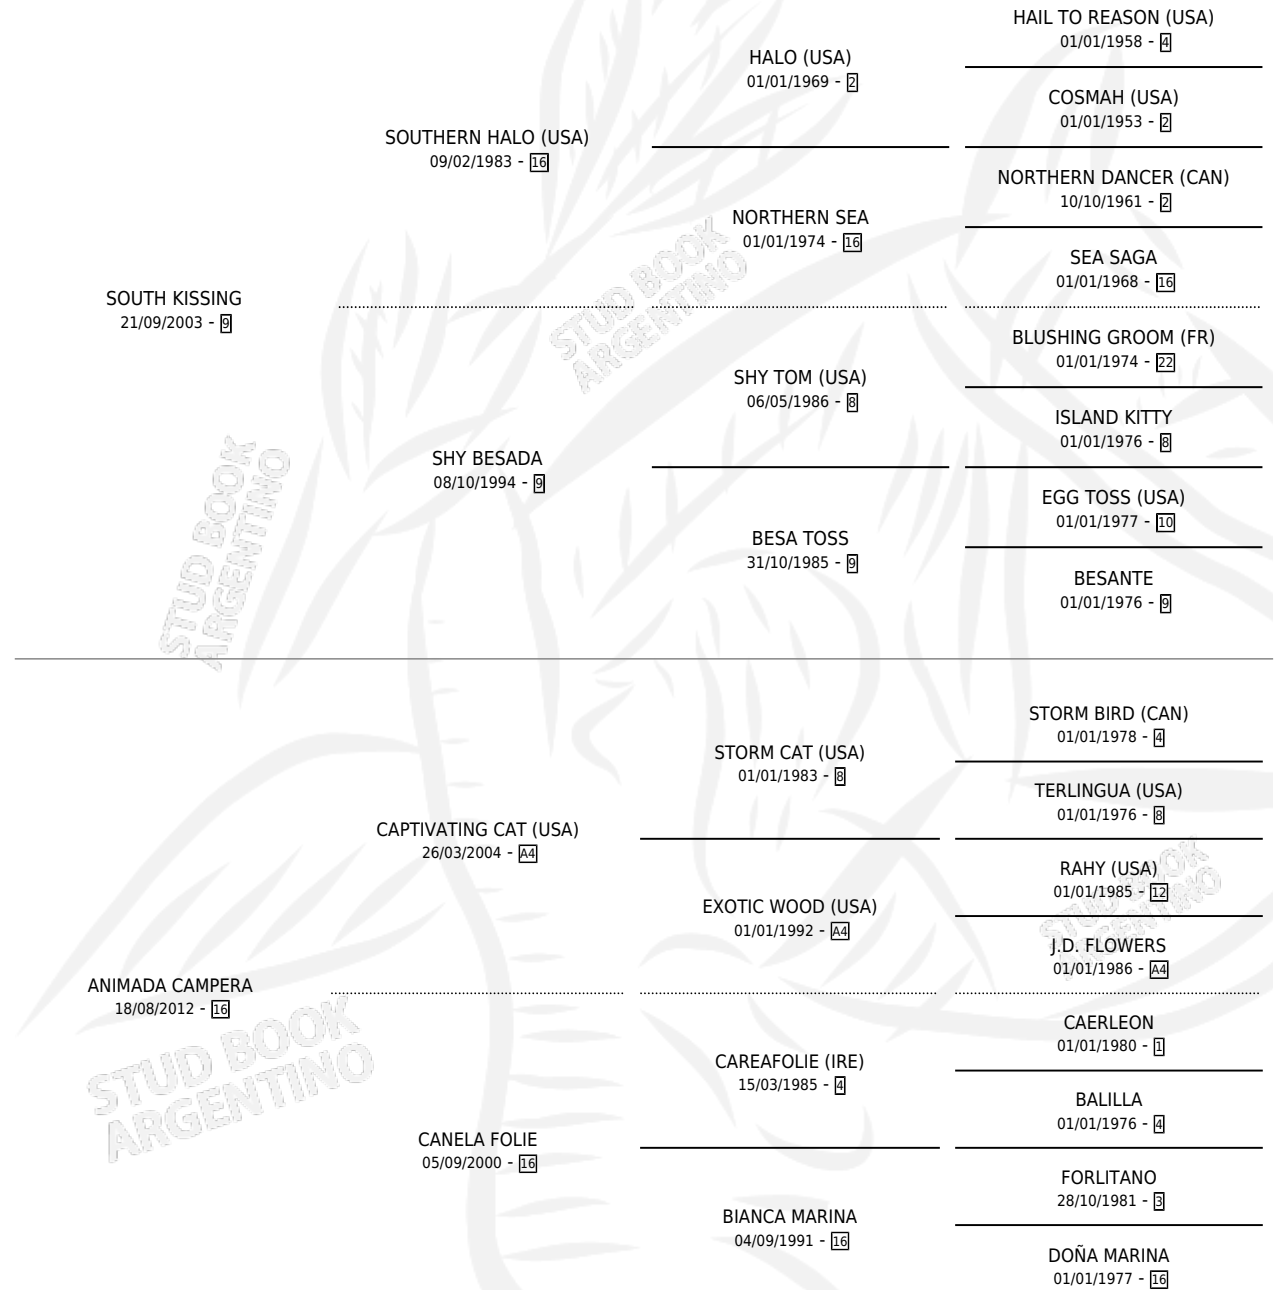 HAIL TO REASON (USA)
01/01/1958 - 4
HALO (USA)
01/01/1969 - 2
COSMAH (USA)
01/01/1953 - 2
SOUTHERN HALO (USA)
09/02/1983 - 16
NORTHERN DANCER (CAN)
10/10/1961 - 2
NORTHERN SEA
01/01/1974 - 16
SEA SAGA
01/01/1968 - 16
SOUTH KISSING
21/09/2003 - 9
BLUSHING GROOM (FR)
01/01/1974 - 22
SHY TOM (USA)
06/05/1986 - 8
ISLAND KITTY
01/01/1976 - 8
SHY BESADA
08/10/1994 - 9
EGG TOSS (USA)
01/01/1977 - 10
BESA TOSS
31/10/1985 - 9
BESANTE
01/01/1976 - 9
STORM BIRD (CAN)
01/01/1978 - 4
STORM CAT (USA)
01/01/1983 - 8
TERLINGUA (USA)
01/01/1976 - 8
CAPTIVATING CAT (USA)
26/03/2004 - A4
RAHY (USA)
01/01/1985 - 12
EXOTIC WOOD (USA)
01/01/1992 - A4
J.D. FLOWERS
01/01/1986 - A4
ANIMADA CAMPERA
18/08/2012 - 16
CAERLEON
01/01/1980 - 1
CAREAFOLIE (IRE)
15/03/1985 - 4
BALILLA
01/01/1976 - 4
CANELA FOLIE
05/09/2000 - 16
FORLITANO
28/10/1981 - 3
BIANCA MARINA
04/09/1991 - 16
DOÑA MARINA
01/01/1977 - 16
STUD BOOK
ARGENTINO
STUD BOOK
ARGENTINO
STUD BOOK
ARGENTINO
STUD BOOK
ARGENTINO